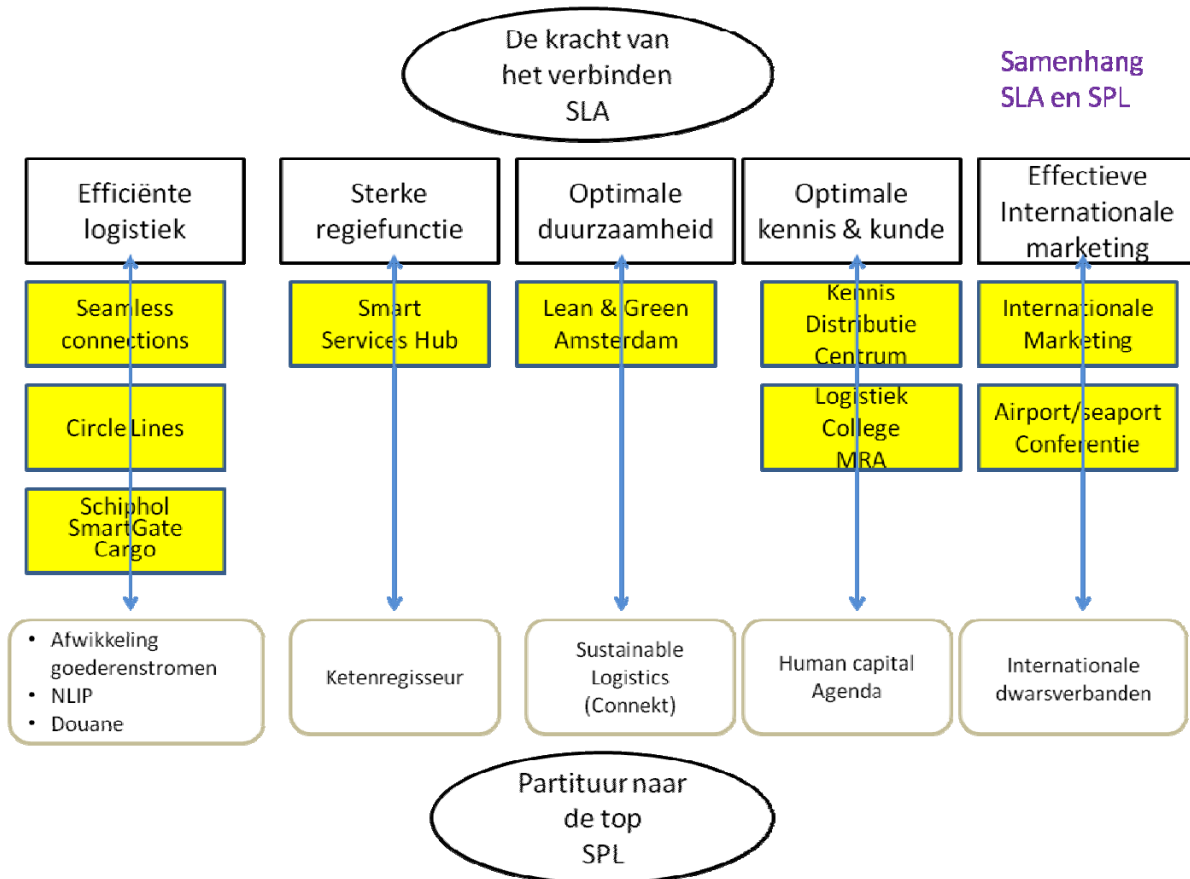 De kracht van
het verbinden
SLA
Samenhang
SLA en SPL
Efficiënte
logistiek
Sterke
regiefunctie
Optimale
duurzaamheid
Optimale
kennis & kunde
Effectieve
Internationale
marketing
Seamless
connections
Circle Lines
Schiphol
SmartGate
Cargo
Smart
Services Hub
Lean & Green
Amsterdam
Kennis
Distributie
Centrum
Logistiek
College
MRA
Internationale
Marketing
Airport/seaport
Conferentie
• Afwikkeling
goederenstromen
• NLIP
• Douane
Ketenregisseur
Sustainable
Logistics
(Connekt)
Human capital
Agenda
Internationale
dwarsverbanden
Partituur naar
de top
SPL